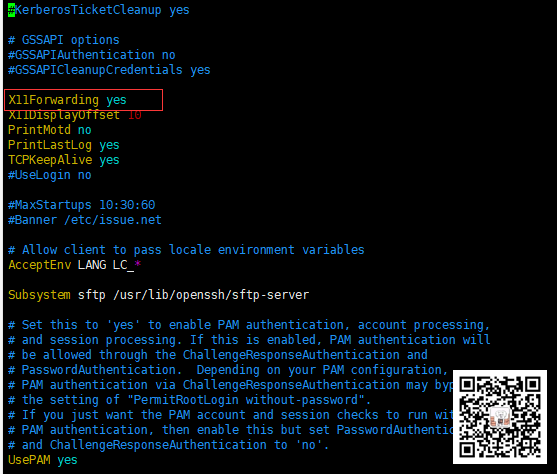 #KerberosTicketCleanup yes
# GSSAPI options
#GSSAPIAuthentication no
#GSSAPICleanupCredentials yes
X11Forwarding yes
X11DisplayOffset 10
PrintMotd no
PrintLastLog yes
TCPKeepAlive yes
#UseLogin no
#MaxStartups 10:30:60
#Banner /etc/issue.net
# Allow client to pass locale environment variables
AcceptEnv LANG LC_*
Subsystem sftp /usr/lib/openssh/sftp-server
# Set this to 'yes' to enable PAM authentication, account processing,
# and session processing. If this is enabled, PAM authentication will
# be allowed through the ChallengeResponseAuthentication and
# PasswordAuthentication.  Depending on your PAM configuration,
# PAM authentication via ChallengeResponseAuthentication may byp
# the setting of "PermitRootLogin without-password".
# If you just want the PAM account and session checks to run wit
# PAM authentication, then enable this but set PasswordAuthentic
# and ChallengeResponseAuthentication to 'no'.
UsePAM yes